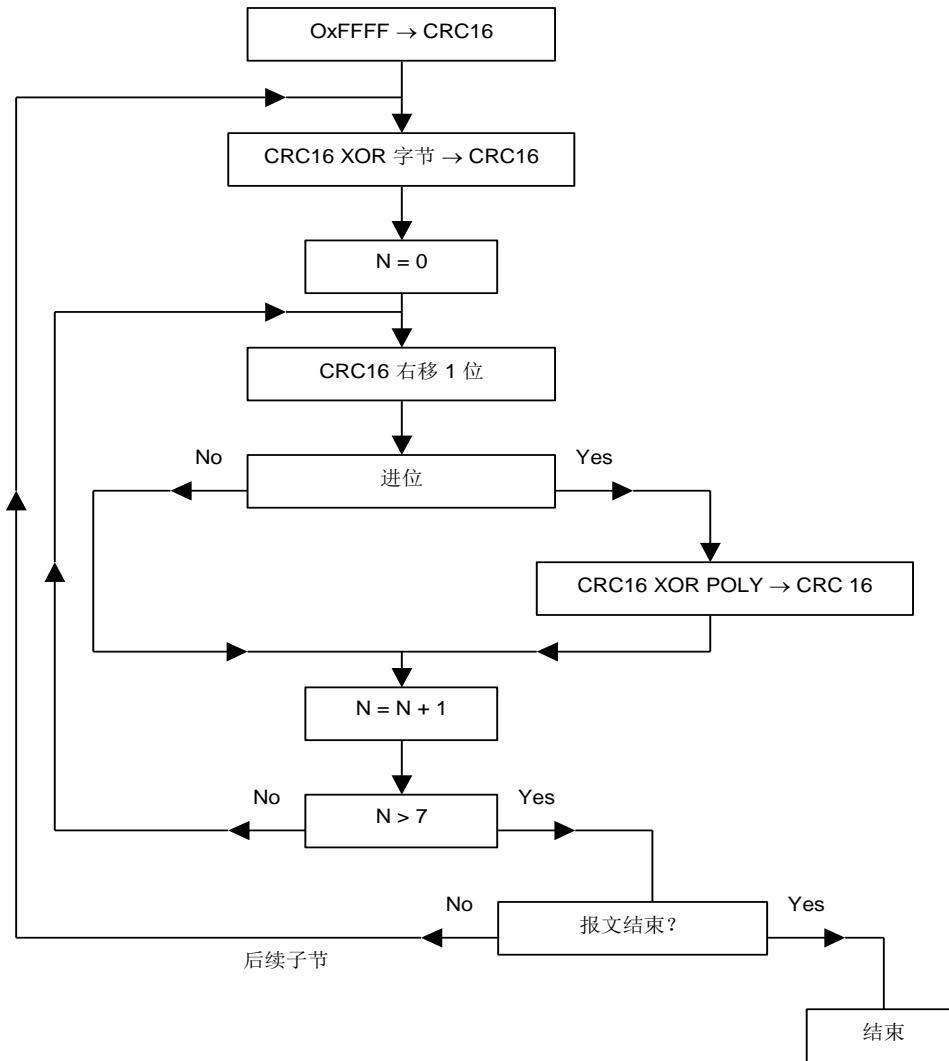 OxFFFF → CRC16
CRC16 XOR 字节 → CRC16
N = 0
CRC16 右移 1 位
No
进位
Yes
CRC16 XOR POLY → CRC 16
N = N + 1
No
N > 7
Yes
No
报文结束?
Yes
后续子节
结束